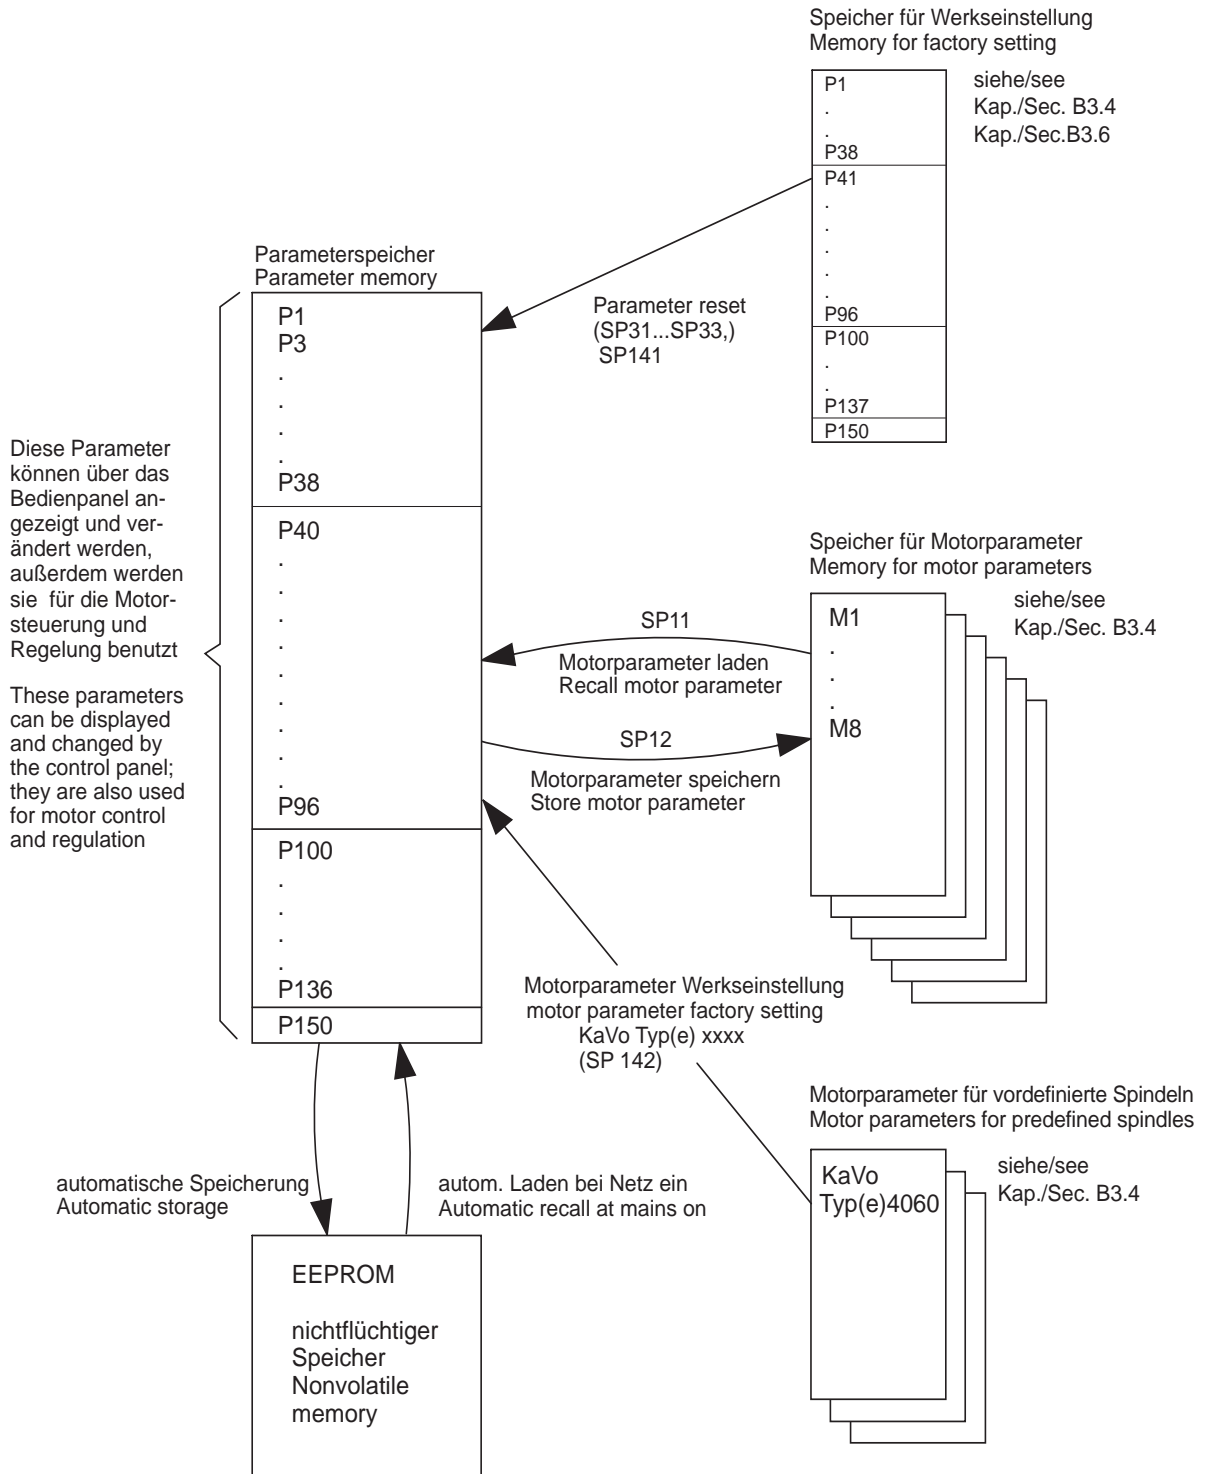 Speicher für Werkseinstellung
Memory for factory setting
P1
.
.
P38
P41
.
.
.
.
.
P96
P100
.
.
P137
P150
siehe/see
Kap./Sec. B3.4
Kap./Sec.B3.6
Parameterspeicher
Parameter memory
P1
P3
.
.
.
.
P38
P40
.
.
.
.
.
.
.
.
.
P96
P100
.
.
.
.
P136
P150
Parameter reset
(SP31...SP33,)
SP141
Diese Parameter
können über das
Bedienpanel an-
gezeigt und ver-
ändert werden,
außerdem werden
sie für die Motor-
steuerung und
Regelung benutzt
These parameters
can be displayed
and changed by
the control panel;
they are also used
for motor control
and regulation
Speicher für Motorparameter
Memory for motor parameters
M1
.
.
.
M8
siehe/see
Kap./Sec. B3.4
SP11
Motorparameter laden
Recall motor parameter
SP12
Motorparameter speichern
Store motor parameter
Motorparameter Werkseinstellung
motor parameter factory setting
KaVo Typ(e) xxxx
(SP 142)
Motorparameter für vordefinierte Spindeln
Motor parameters for predefined spindles
KaVo
Typ(e)4060
siehe/see
Kap./Sec. B3.4
automatische Speicherung
Automatic storage
autom. Laden bei Netz ein
Automatic recall at mains on
EEPROM
nichtflüchtiger
Speicher
Nonvolatile
memory